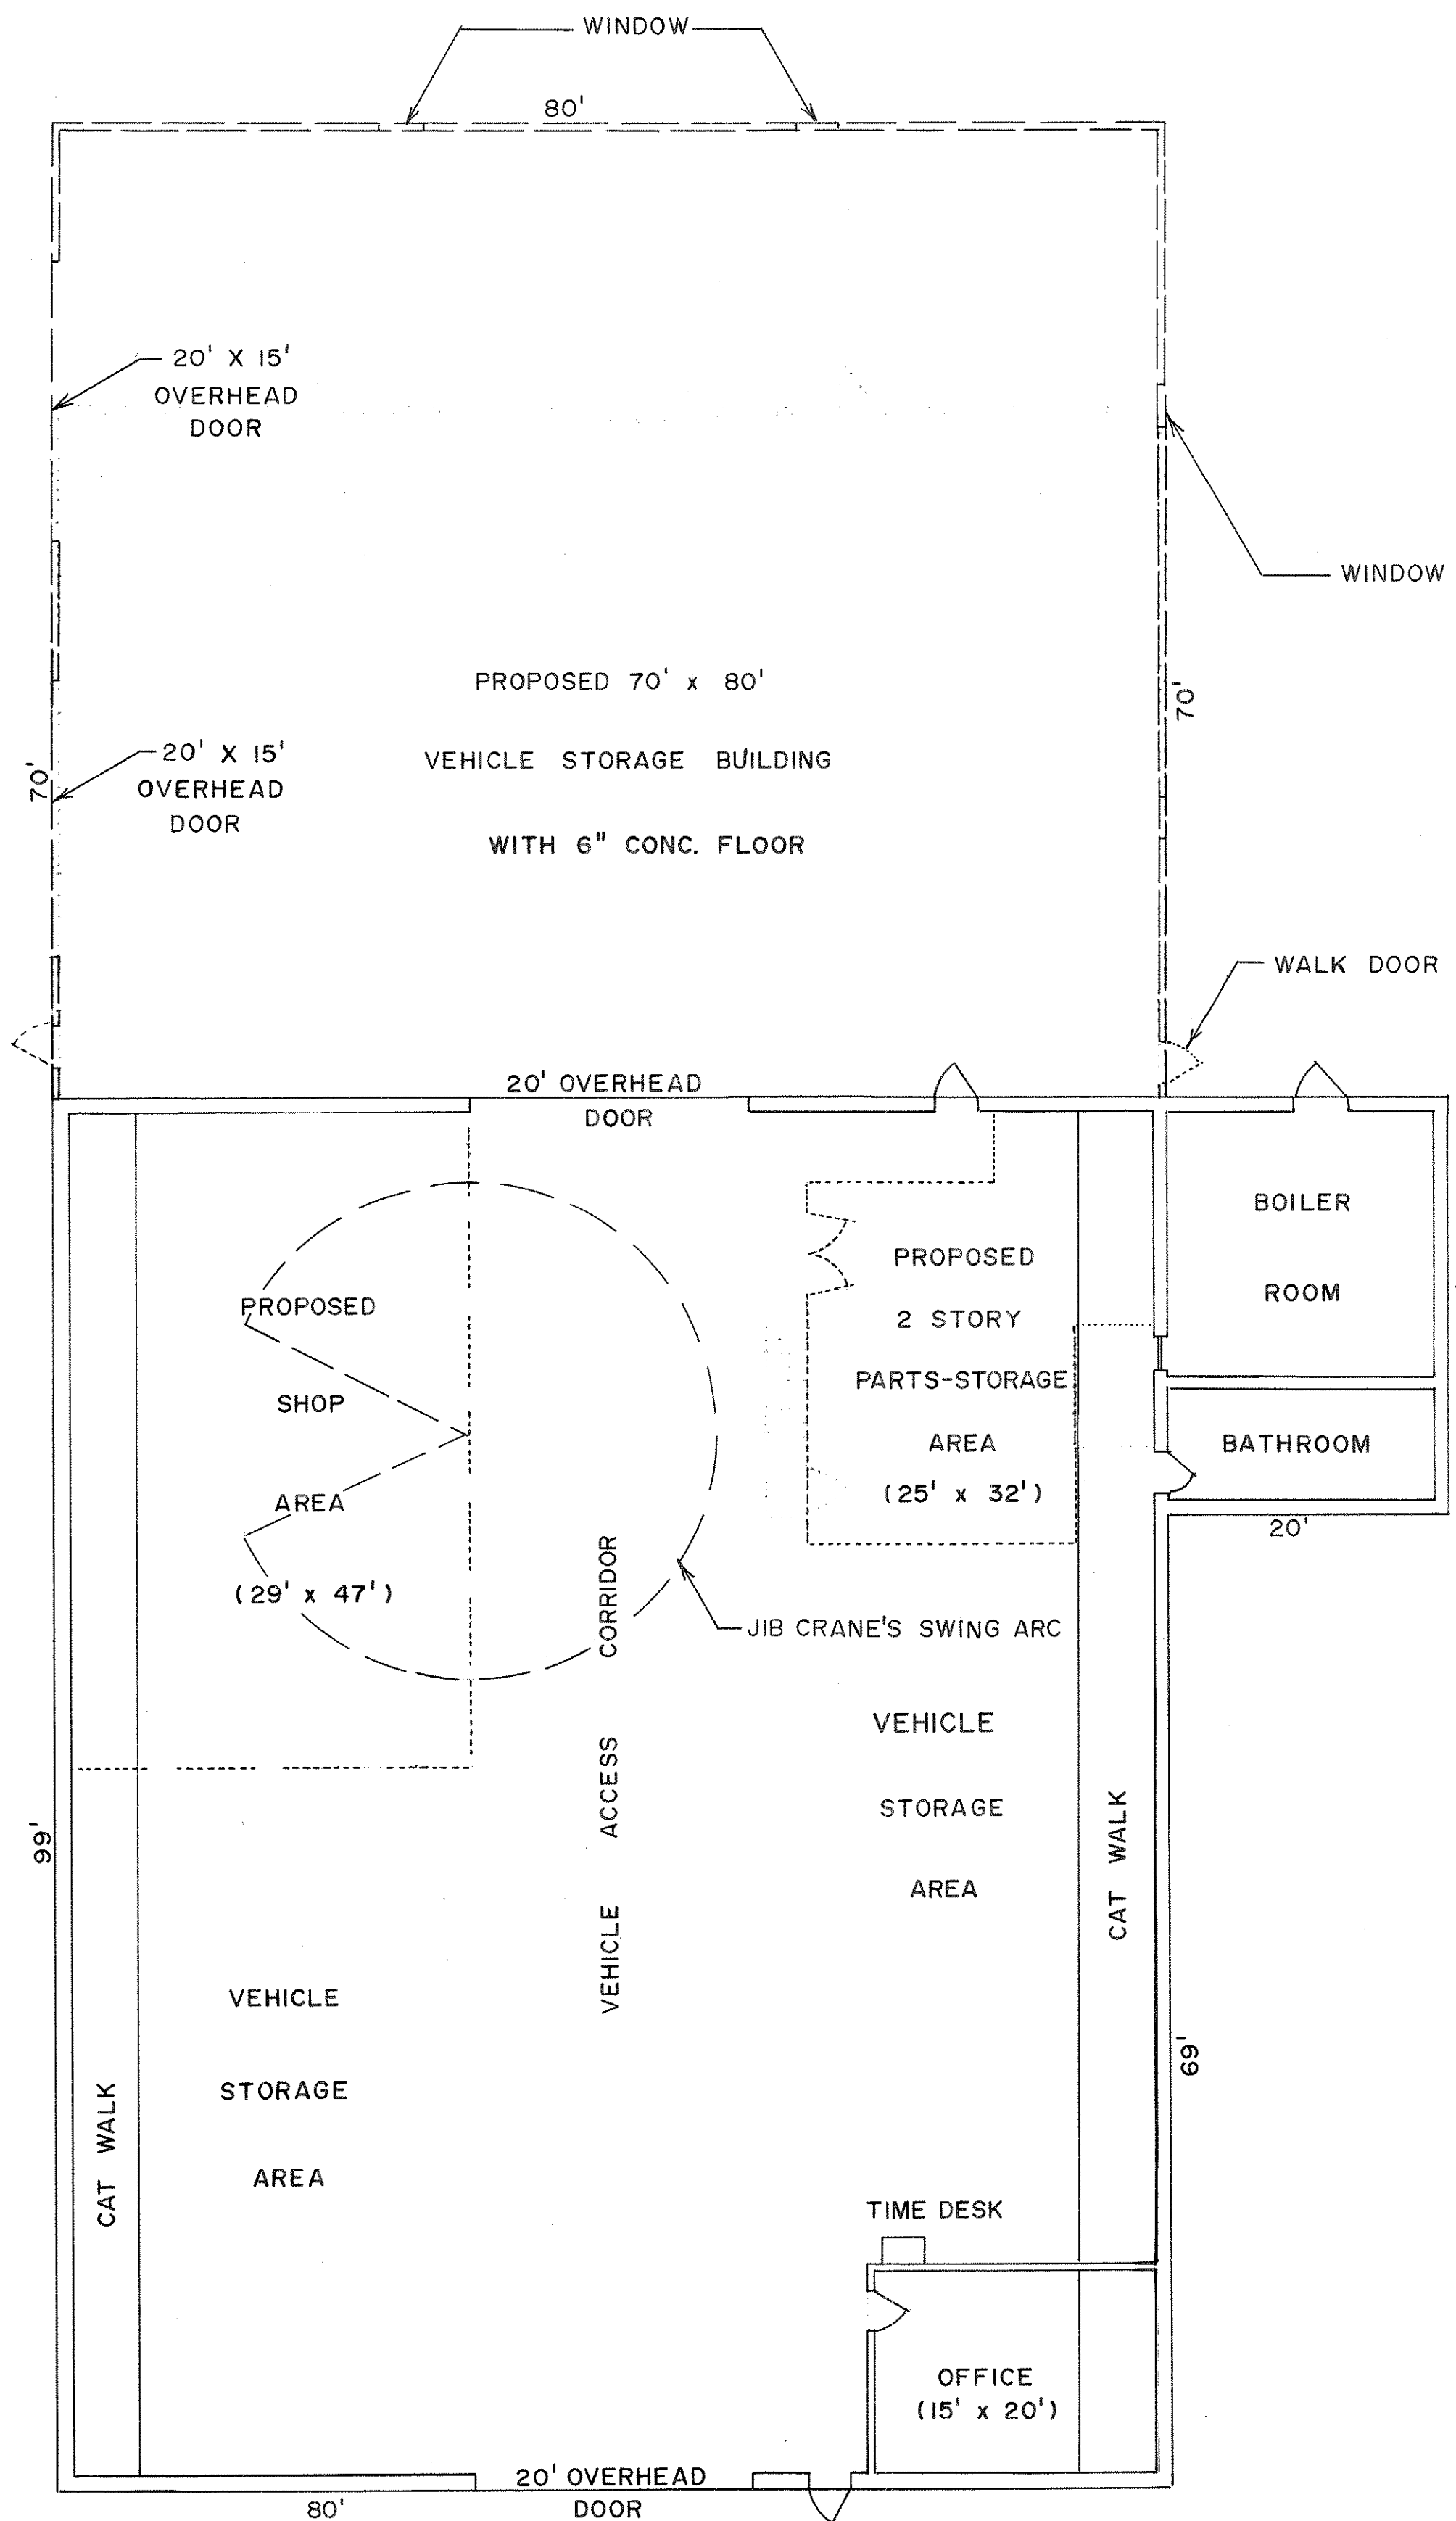 WINDOW
80'
20' X 15'
OVERHEAD
DOOR
WINDOW
PROPOSED 70' x 80'
VEHICLE STORAGE BUILDING
WITH 6" CONC. FLOOR
70'
20' X 15'
OVERHEAD
DOOR
70'
WALK DOOR
20' OVERHEAD
DOOR
BOILER
ROOM
PROPOSED
2 STORY
PARTS-STORAGE
AREA
(25' x 32')
PROPOSED
SHOP
AREA
(29' x 47')
BATHROOM
20'
JIB CRANE'S SWING ARC
VEHICLE ACCESS CORRIDOR
VEHICLE
STORAGE
AREA
CAT WALK
99'
VEHICLE
STORAGE
AREA
CAT WALK
69'
TIME DESK
OFFICE
(15' x 20')
20' OVERHEAD
DOOR
80'